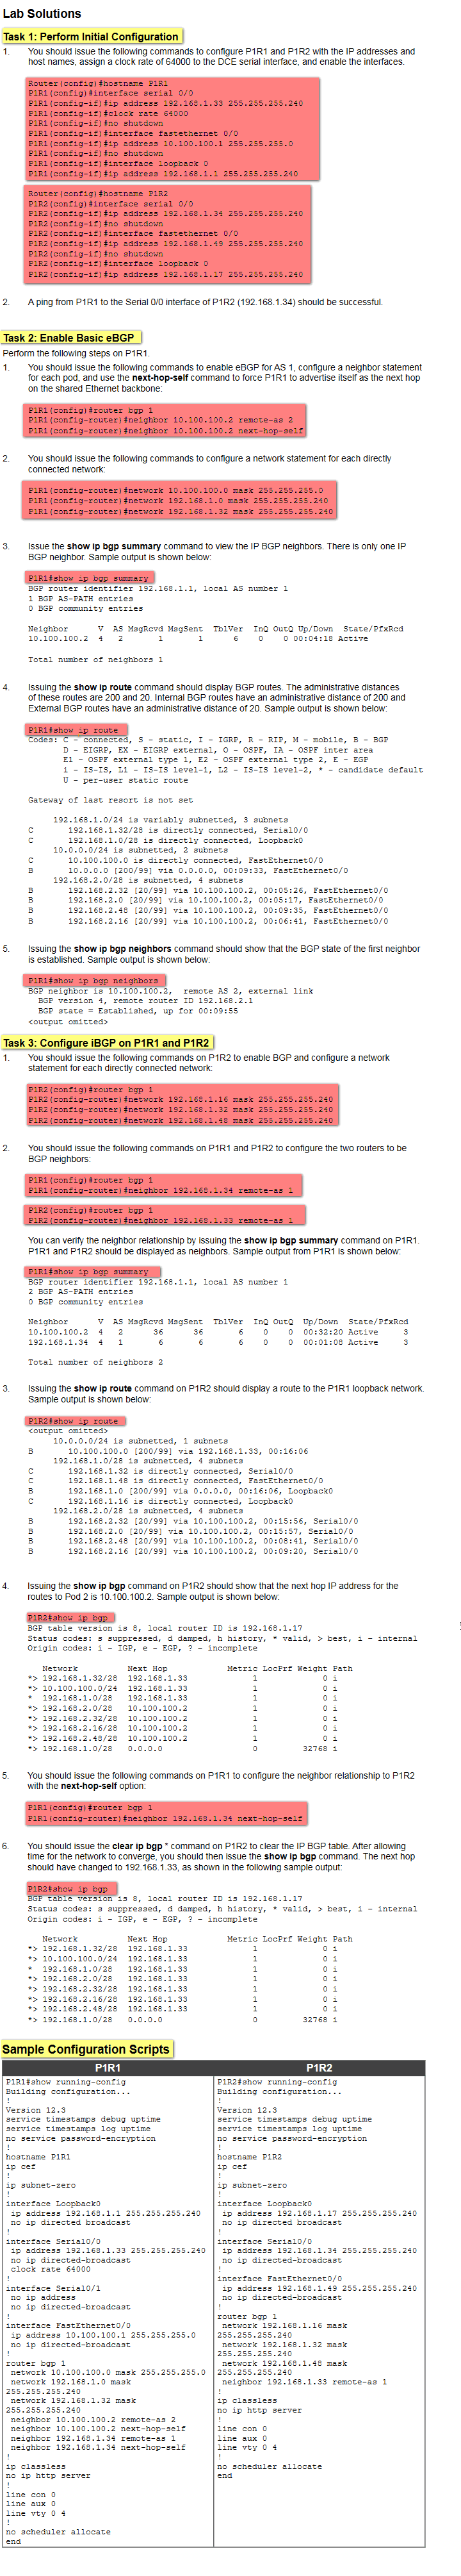 Lab Solutions
Task 1: Perform Initial Configuration
1. You should issue the following commands to configure P1R1 and P1R2 with the IP addresses and
host names, assign a clock rate of 64000 to the DCE serial interface, and enable the interfaces.
Router(config)#hostname P1R1
P1R1(config)#interface serial 0/0
P1R1(config-if)#ip address 192.168.1.33 255.255.255.240
P1R1(config-if)#clock rate 64000
P1R1(config-if)#no shutdown
P1R1(config-if)#interface fastethernet 0/0
P1R1(config-if)#ip address 10.100.100.1 255.255.255.0
P1R1(config-if)#no shutdown
P1R1(config-if)#interface loopback 0
P1R1(config-if)#ip address 192.168.1.1 255.255.255.240
Router(config)#hostname P1R2
P1R2(config)#interface serial 0/0
P1R2(config-if)#ip address 192.168.1.34 255.255.255.240
P1R2(config-if)#no shutdown
P1R2(config-if)#interface fastethernet 0/0
P1R2(config-if)#ip address 192.168.1.49 255.255.255.240
P1R2(config-if)#no shutdown
P1R2(config-if)#interface loopback 0
P1R2(config-if)#ip address 192.168.1.17 255.255.255.240
2. A ping from P1R1 to the Serial 0/0 interface of P1R2 (192.168.1.34) should be successful.
Task 2: Enable Basic eBGP
Perform the following steps on P1R1.
1. You should issue the following commands to enable eBGP for AS 1, configure a neighbor statement
for each pod, and use the next-hop-self command to force P1R1 to advertise itself as the next hop
on the shared Ethernet backbone:
P1R1(config)#router bgp 1
P1R1(config-router)#neighbor 10.100.100.2 remote-as 2
P1R1(config-router)#neighbor 10.100.100.2 next-hop-self
2. You should issue the following commands to configure a network statement for each directly
connected network:
P1R1(config-router)#network 10.100.100.0 mask 255.255.255.0
P1R1(config-router)#network 192.168.1.0 mask 255.255.255.240
P1R1(config-router)#network 192.168.1.32 mask 255.255.255.240
3. Issue the show ip bgp summary command to view the IP BGP neighbors. There is only one IP
BGP neighbor. Sample output is shown below:
P1R1#show ip bgp summary
BGP router identifier 192.168.1.1, local AS number 1
1 BGP AS-PATH entries
0 BGP community entries
Neighbor V AS MsgRcvd MsgSent TblVer InQ OutQ Up/Down State/PfxRcd
10.100.100.2 4 2 1 1 6 0 0 00:04:18 Active
Total number of neighbors 1
4. Issuing the show ip route command should display BGP routes. The administrative distances
of these routes are 200 and 20. Internal BGP routes have an administrative distance of 200 and
External BGP routes have an administrative distance of 20. Sample output is shown below:
P1R1#show ip route
Codes: C - connected, S - static, I - IGRP, R - RIP, M - mobile, B - BGP
D - EIGRP, EX - EIGRP external, O - OSPF, IA - OSPF inter area
E1 - OSPF external type 1, E2 - OSPF external type 2, E - EGP
i - IS-IS, L1 - IS-IS level-1, L2 - IS-IS level-2, * - candidate default
U - per-user static route
Gateway of last resort is not set
192.168.1.0/24 is variably subnetted, 3 subnets
C 192.168.1.32/28 is directly connected, Serial0/0
C 192.168.1.0/28 is directly connected, Loopback0
10.0.0.0/24 is subnetted, 2 subnets
C 10.100.100.0 is directly connected, FastEthernet0/0
B 10.0.0.0 [200/99] via 0.0.0.0, 00:09:33, FastEthernet0/0
192.168.2.0/28 is subnetted, 4 subnets
B 192.168.2.32 [20/99] via 10.100.100.2, 00:05:26, FastEthernet0/0
B 192.168.2.0 [20/99] via 10.100.100.2, 00:05:17, FastEthernet0/0
B 192.168.2.48 [20/99] via 10.100.100.2, 00:09:35, FastEthernet0/0
B 192.168.2.16 [20/99] via 10.100.100.2, 00:06:41, FastEthernet0/0
5. Issuing the show ip bgp neighbors command should show that the BGP state of the first neighbor
is established. Sample output is shown below:
P1R1#show ip bgp neighbors
BGP neighbor is 10.100.100.2, remote AS 2, external link
BGP version 4, remote router ID 192.168.2.1
BGP state = Established, up for 00:09:55
<output omitted>
Task 3: Configure iBGP on P1R1 and P1R2
1. You should issue the following commands on P1R2 to enable BGP and configure a network
statement for each directly connected network:
P1R2(config)#router bgp 1
P1R2(config-router)#network 192.168.1.16 mask 255.255.255.240
P1R2(config-router)#network 192.168.1.32 mask 255.255.255.240
P1R2(config-router)#network 192.168.1.48 mask 255.255.255.240
2. You should issue the following commands on P1R1 and P1R2 to configure the two routers to be
BGP neighbors:
P1R1(config)#router bgp 1
P1R1(config-router)#neighbor 192.168.1.34 remote-as 1
P1R2(config)#router bgp 1
P1R2(config-router)#neighbor 192.168.1.33 remote-as 1
You can verify the neighbor relationship by issuing the show ip bgp summary command on P1R1.
P1R1 and P1R2 should be displayed as neighbors. Sample output from P1R1 is shown below:
P1R1#show ip bgp summary
BGP router identifier 192.168.1.1, local AS number 1
2 BGP AS-PATH entries
0 BGP community entries
Neighbor V AS MsgRcvd MsgSent TblVer InQ OutQ Up/Down State/PfxRcd
10.100.100.2 4 2 36 36 6 0 0 00:32:20 Active 3
192.168.1.34 4 1 6 6 6 0 0 00:01:08 Active 3
Total number of neighbors 2
3. Issuing the show ip route command on P1R2 should display a route to the P1R1 loopback network.
Sample output is shown below:
P1R2#show ip route
<output omitted>
10.0.0.0/24 is subnetted, 1 subnets
B 10.100.100.0 [200/99] via 192.168.1.33, 00:16:06
192.168.1.0/28 is subnetted, 4 subnets
C 192.168.1.32 is directly connected, Serial0/0
C 192.168.1.48 is directly connected, FastEthernet0/0
B 192.168.1.0 [200/99] via 0.0.0.0, 00:16:06, Loopback0
C 192.168.1.16 is directly connected, Loopback0
192.168.2.0/28 is subnetted, 4 subnets
B 192.168.2.32 [20/99] via 10.100.100.2, 00:15:56, Serial0/0
B 192.168.2.0 [20/99] via 10.100.100.2, 00:15:57, Serial0/0
B 192.168.2.48 [20/99] via 10.100.100.2, 00:08:41, Serial0/0
B 192.168.2.16 [20/99] via 10.100.100.2, 00:09:20, Serial0/0
4. Issuing the show ip bgp command on P1R2 should show that the next hop IP address for the
routes to Pod 2 is 10.100.100.2. Sample output is shown below:
P1R2#show ip bgp
BGP table version is 8, local router ID is 192.168.1.17
Status codes: s suppressed, d damped, h history, * valid, > best, i - internal
Origin codes: i - IGP, e - EGP, ? - incomplete
Network Next Hop Metric LocPrf Weight Path
*> 192.168.1.32/28 192.168.1.33 1 0 i
*> 10.100.100.0/24 192.168.1.33 1 0 i
* 192.168.1.0/28 192.168.1.33 1 0 i
*> 192.168.2.0/28 10.100.100.2 1 0 i
*> 192.168.2.32/28 10.100.100.2 1 0 i
*> 192.168.2.16/28 10.100.100.2 1 0 i
*> 192.168.2.48/28 10.100.100.2 1 0 i
*> 192.168.1.0/28 0.0.0.0 0 32768 i
5. You should issue the following commands on P1R1 to configure the neighbor relationship to P1R2
with the next-hop-self option:
P1R1(config)#router bgp 1
P1R1(config-router)#neighbor 192.168.1.34 next-hop-self
6. You should issue the clear ip bgp * command on P1R2 to clear the IP BGP table. After allowing
time for the network to converge, you should then issue the show ip bgp command. The next hop
should have changed to 192.168.1.33, as shown in the following sample output:
P1R2#show ip bgp
BGP table version is 8, local router ID is 192.168.1.17
Status codes: s suppressed, d damped, h history, * valid, > best, i - internal
Origin codes: i - IGP, e - EGP, ? - incomplete
Network Next Hop Metric LocPrf Weight Path
*> 192.168.1.32/28 192.168.1.33 1 0 i
*> 10.100.100.0/24 192.168.1.33 1 0 i
* 192.168.1.0/28 192.168.1.33 1 0 i
*> 192.168.2.0/28 192.168.1.33 1 0 i
*> 192.168.2.32/28 192.168.1.33 1 0 i
*> 192.168.2.16/28 192.168.1.33 1 0 i
*> 192.168.2.48/28 192.168.1.33 1 0 i
*> 192.168.1.0/28 0.0.0.0 0 32768 i
Sample Configuration Scripts
P1R1
P1R1#show running-config
Building configuration...
!
Version 12.3
service timestamps debug uptime
service timestamps log uptime
no service password-encryption
!
hostname P1R1
ip cef
!
ip subnet-zero
!
interface Loopback0
ip address 192.168.1.1 255.255.255.240
no ip directed broadcast
!
interface Serial0/0
ip address 192.168.1.33 255.255.255.240
no ip directed-broadcast
clock rate 64000
!
interface Serial0/1
no ip address
no ip directed-broadcast
!
interface FastEthernet0/0
ip address 10.100.100.1 255.255.255.0
no ip directed-broadcast
!
router bgp 1
network 10.100.100.0 mask 255.255.255.0
network 192.168.1.0 mask
255.255.255.240
network 192.168.1.32 mask
255.255.255.240
neighbor 10.100.100.2 remote-as 2
neighbor 10.100.100.2 next-hop-self
neighbor 192.168.1.34 remote-as 1
neighbor 192.168.1.34 next-hop-self
!
ip classless
no ip http server
!
line con 0
line aux 0
line vty 0 4
!
no scheduler allocate
end
P1R2
P1R2#show running-config
Building configuration...
!
Version 12.3
service timestamps debug uptime
service timestamps log uptime
no service password-encryption
!
hostname P1R2
ip cef
!
ip subnet-zero
!
interface Loopback0
ip address 192.168.1.17 255.255.255.240
no ip directed broadcast
!
interface Serial0/0
ip address 192.168.1.34 255.255.255.240
no ip directed-broadcast
!
interface FastEthernet0/0
ip address 192.168.1.49 255.255.255.240
no ip directed-broadcast
!
router bgp 1
network 192.168.1.16 mask
255.255.255.240
network 192.168.1.32 mask
255.255.255.240
network 192.168.1.48 mask
255.255.255.240
neighbor 192.168.1.33 remote-as 1
!
ip classless
no ip http server
!
line con 0
line aux 0
line vty 0 4
!
no scheduler allocate
end